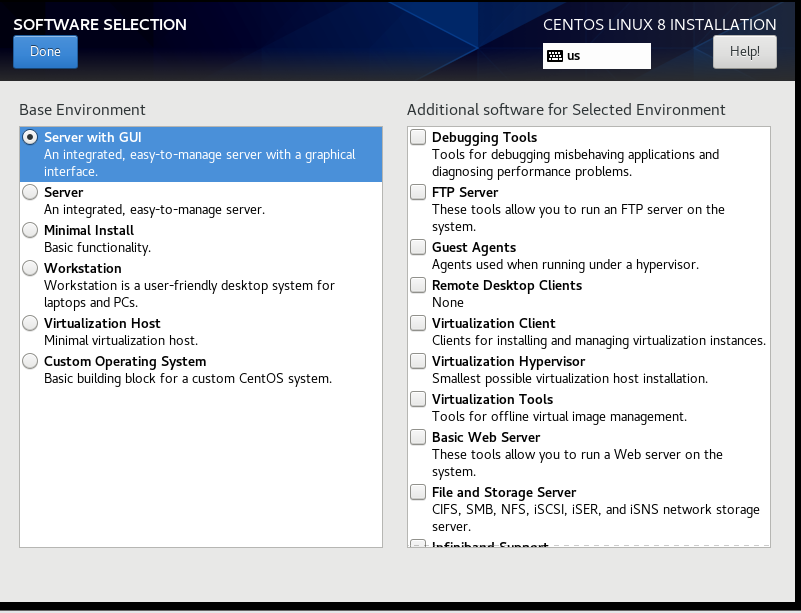 SOFTWARE SELECTION
CENTOS LINUX 8 INSTALLATION
Done
us
Help!
Base Environment
Server with GUI
An integrated, easy-to-manage server with a graphical
interface.
Server
An integrated, easy-to-manage server.
Minimal Install
Basic functionality.
Workstation
Workstation is a user-friendly desktop system for
laptops and PCs.
Virtualization Host
Minimal virtualization host.
Custom Operating System
Basic building block for a custom CentOS system.
Additional software for Selected Environment
Debugging Tools
Tools for debugging misbehaving applications and
diagnosing performance problems.
FTP Server
These tools allow you to run an FTP server on the
system.
Guest Agents
Agents used when running under a hypervisor.
Remote Desktop Clients
None
Virtualization Client
Clients for installing and managing virtualization instances.
Virtualization Hypervisor
Smallest possible virtualization host installation.
Virtualization Tools
Tools for offline virtual image management.
Basic Web Server
These tools allow you to run a Web server on the
system.
File and Storage Server
CIFS, SMB, NFS, iSCSI, iSER, and iSNS network storage
server.
Infiniband Support